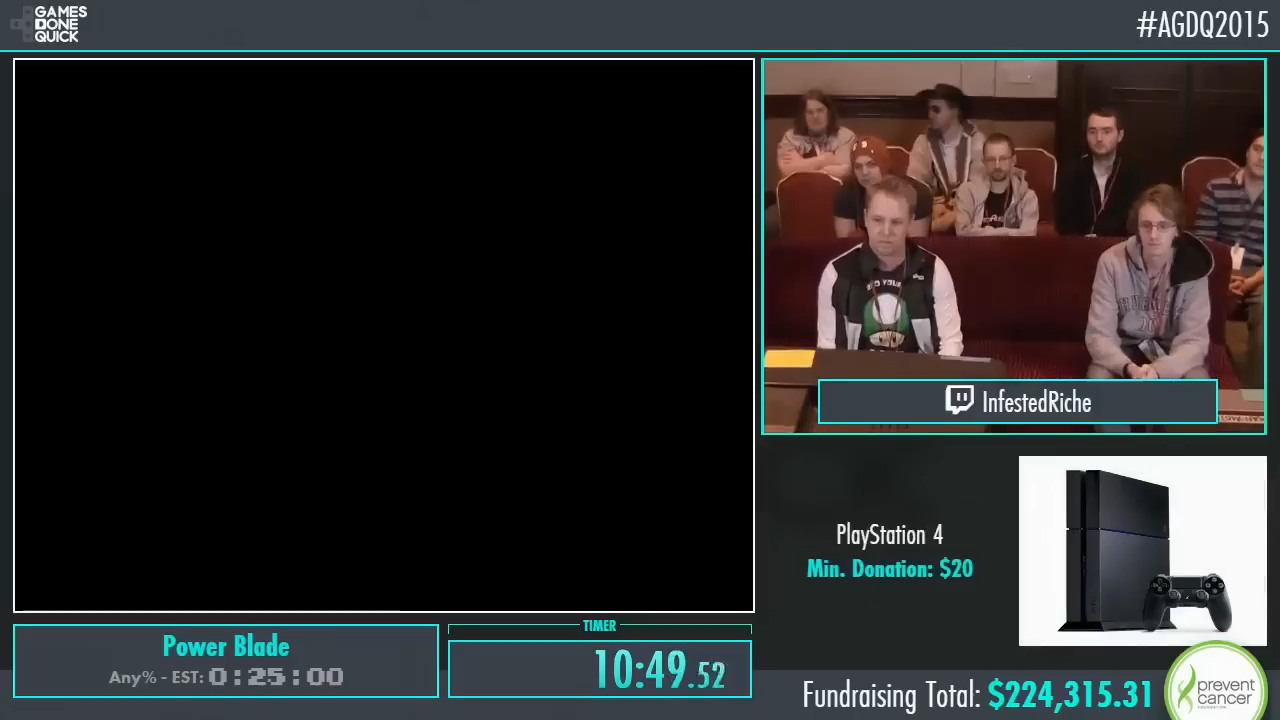 GAMES
DONE
QUICK
#AGDQ2015
InfestedRiche
PlayStation 4
Min. Donation: $20
Power Blade
Any% - EST: 0:25:00
TIMER
10:49.52
Fundraising Total: $224,315.31
prevent
cancer